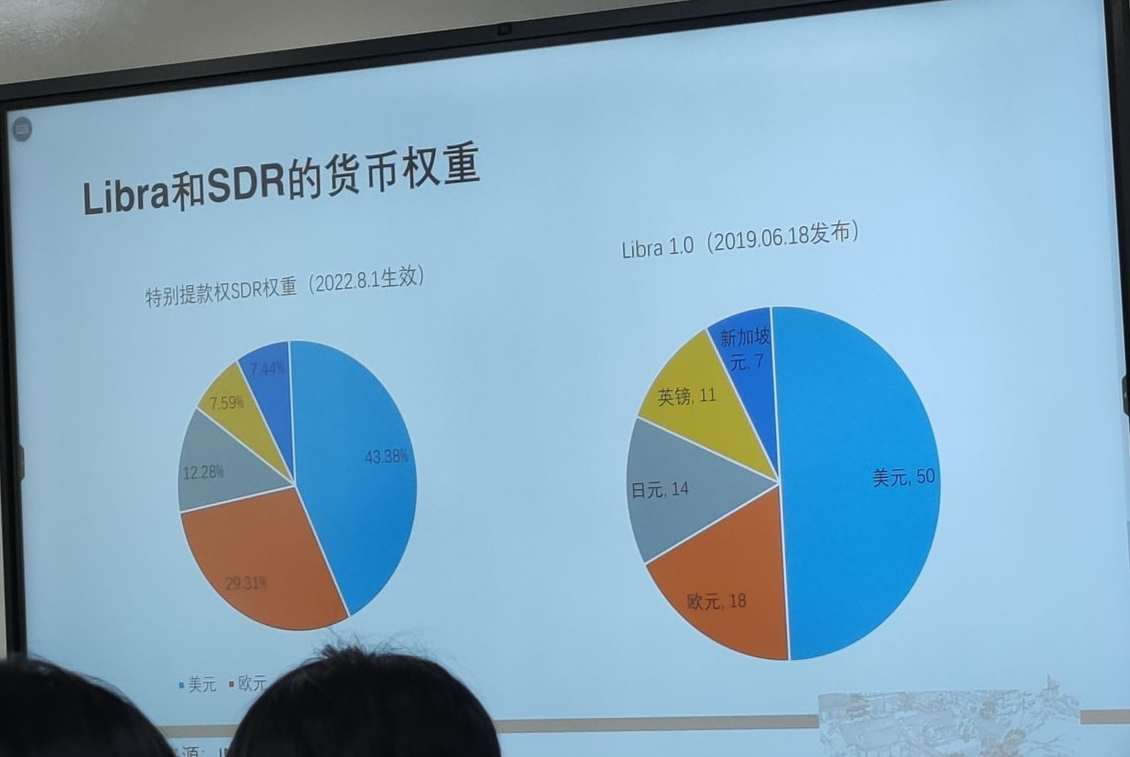 Libra和SDR的货币权重
特别提款权SDR权重（2022.8.1生效）
7.44%
7.59%
12.28%
43.38%
29.31%
美元 欧元
Libra 1.0（2019.06.18发布）
新加坡
元, 7
英镑, 11
日元, 14
美元, 50
欧元, 18
源：